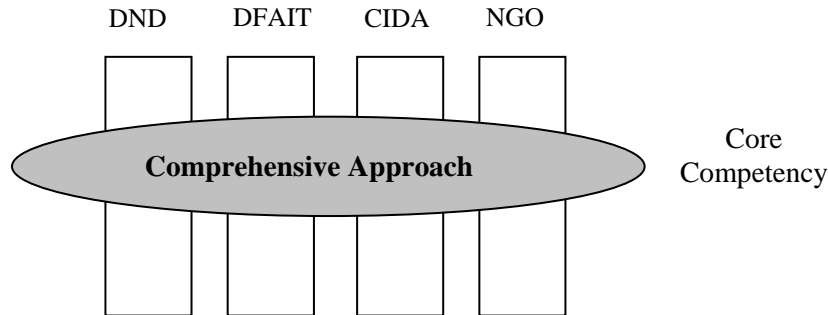 DND DFAIT CIDA NGO
Comprehensive Approach
Core
Competency